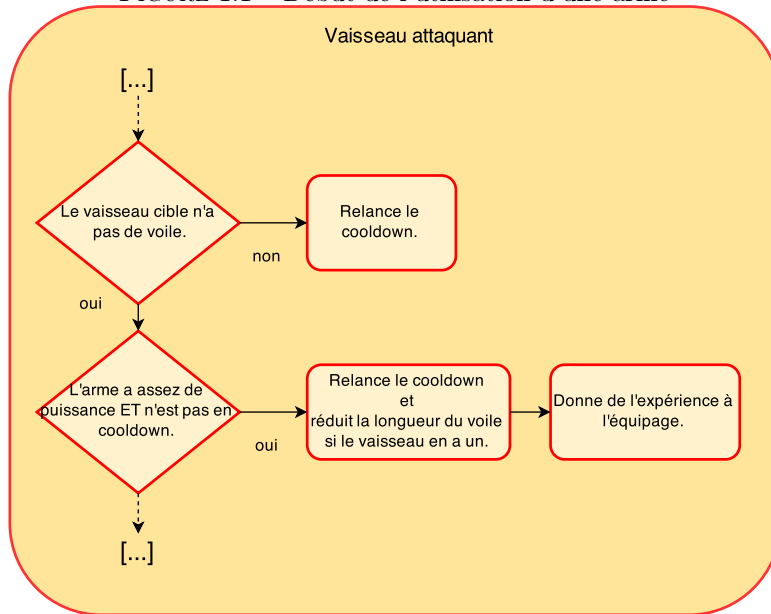 Vaisseau attaquant
[...]
Le vaisseau cible n'a
pas de voile.
non
Relance le
cooldown.
oui
L'arme a assez de
puissance ET n'est pas en
cooldown.
oui
Relance le cooldown
et
réduit la longueur du voile
si le vaisseau en a un.
Donne de l'expérience à
l'équipage.
[...]